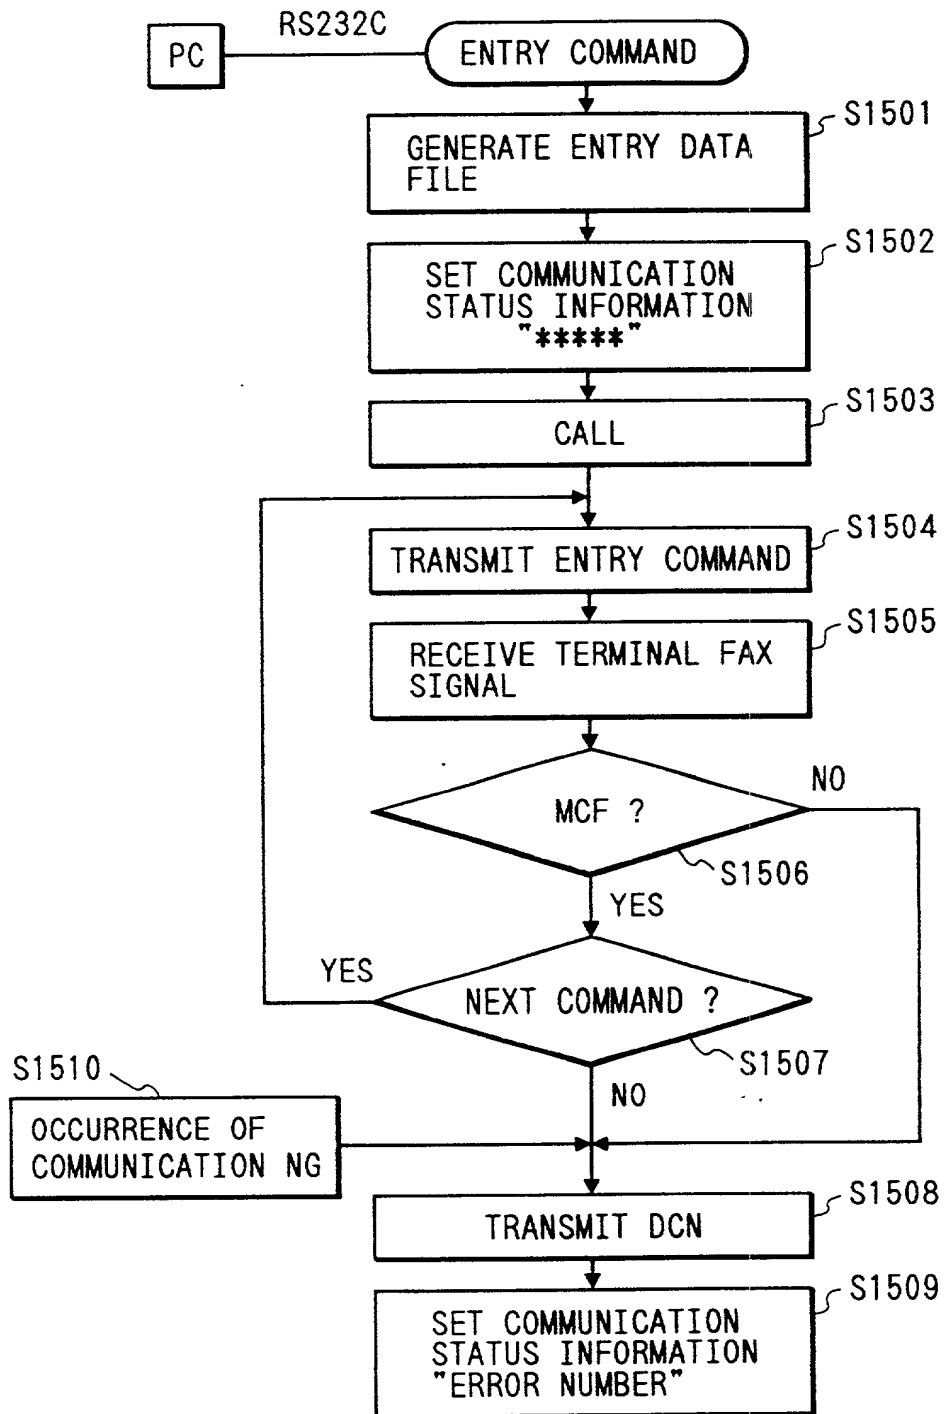 RS232C
PC
ENTRY COMMAND
S1501
GENERATE ENTRY DATA
FILE
S1502
SET COMMUNICATION
STATUS INFORMATION
"*****"
S1503
CALL
S1504
TRANSMIT ENTRY COMMAND
S1505
RECEIVE TERMINAL FAX
SIGNAL
NO
MCF ?
S1506
YES
YES
NEXT COMMAND ?
S1507
S1510
NO
OCCURRENCE OF
COMMUNICATION NG
S1508
TRANSMIT DCN
S1509
SET COMMUNICATION
STATUS INFORMATION
"ERROR NUMBER"